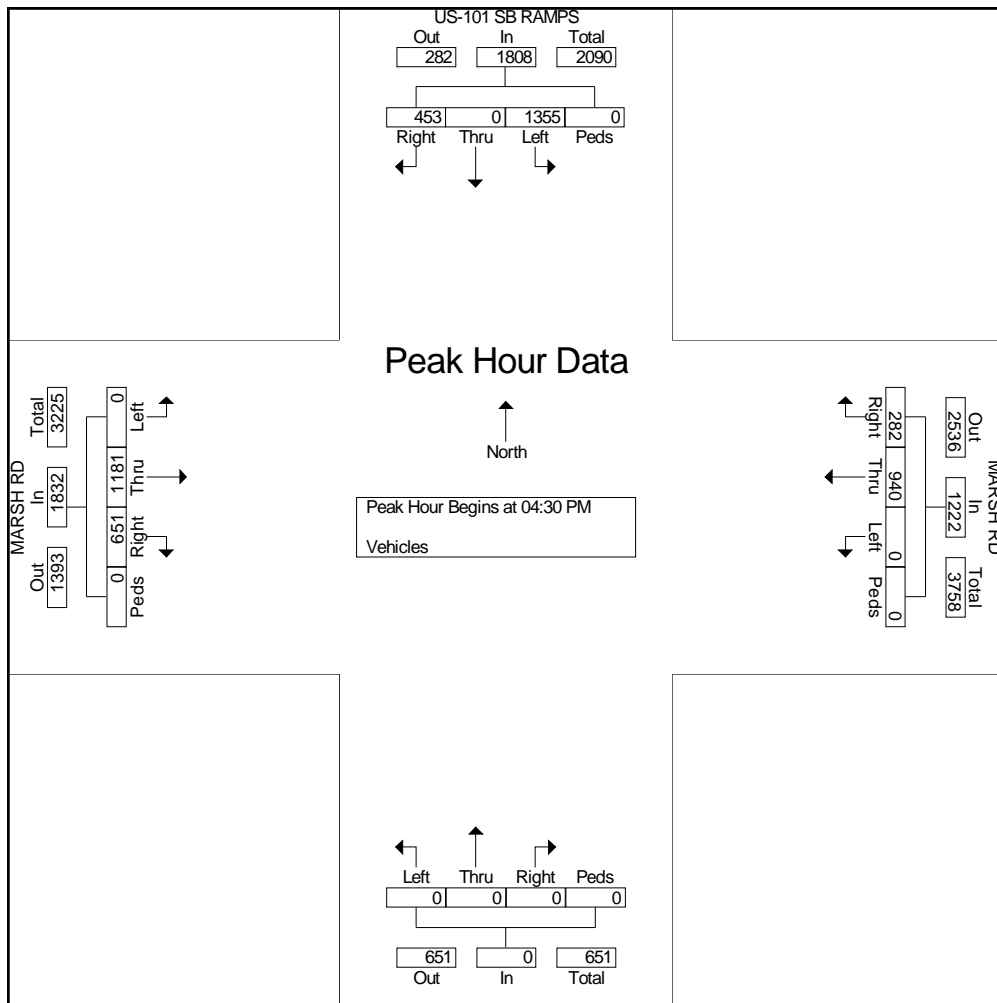 US-101 SB RAMPS
Out In Total
282 1808 2090
453 0 1355 0
Right Thru Left Peds
Peak Hour Data
North
Peak Hour Begins at 04:30 PM
Vehicles
MARSH RD
Total In Out
3225 1832 1393
0 1181 651 0
Left Thru Right Peds
Right Thru Left Peds
282 940 0 0
Out In Total
2536 1222 3758
MARSH RD
Left Thru Right Peds
0 0 0 0
651 0 651
Out In Total